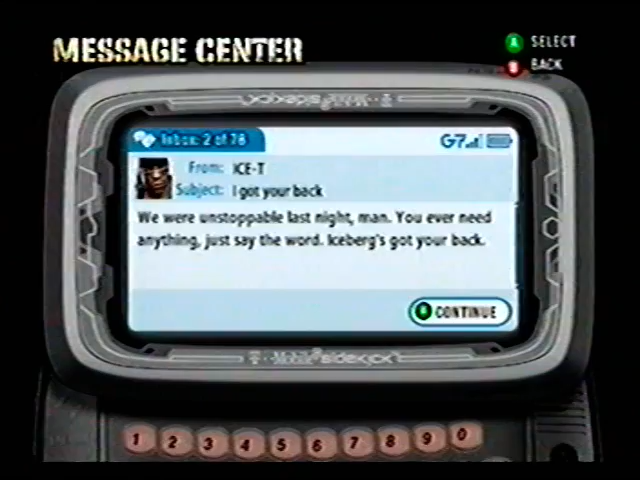 MESSAGE CENTER
A SELECT
B BACK
Inbox: 2 of 76
G7
From: ICE-T
Subject: I got your back
We were unstoppable last night, man. You ever need
anything, just say the word. Iceberg's got your back.
A CONTINUE
T-Mobile sidekick
1 2 3 4 5 6 7 8 9 0